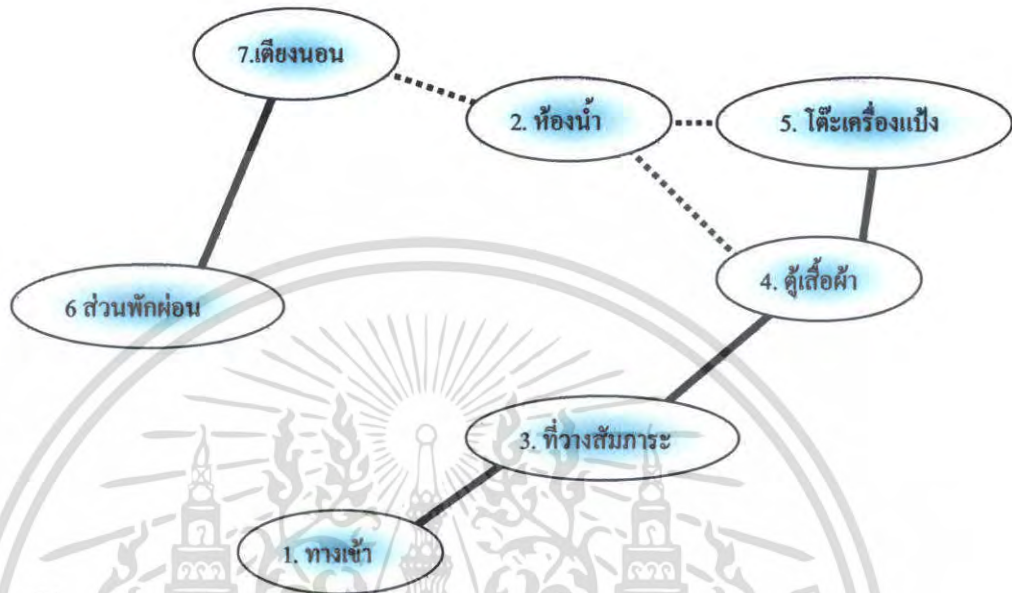 7.เตียงนอน
2. ห้องน้ำ
5. โต๊ะเครื่องแป้ง
4. ตู้เสื้อผ้า
6 ส่วนพักผ่อน
3. ที่วางสัมภาระ
1. ทางเข้า